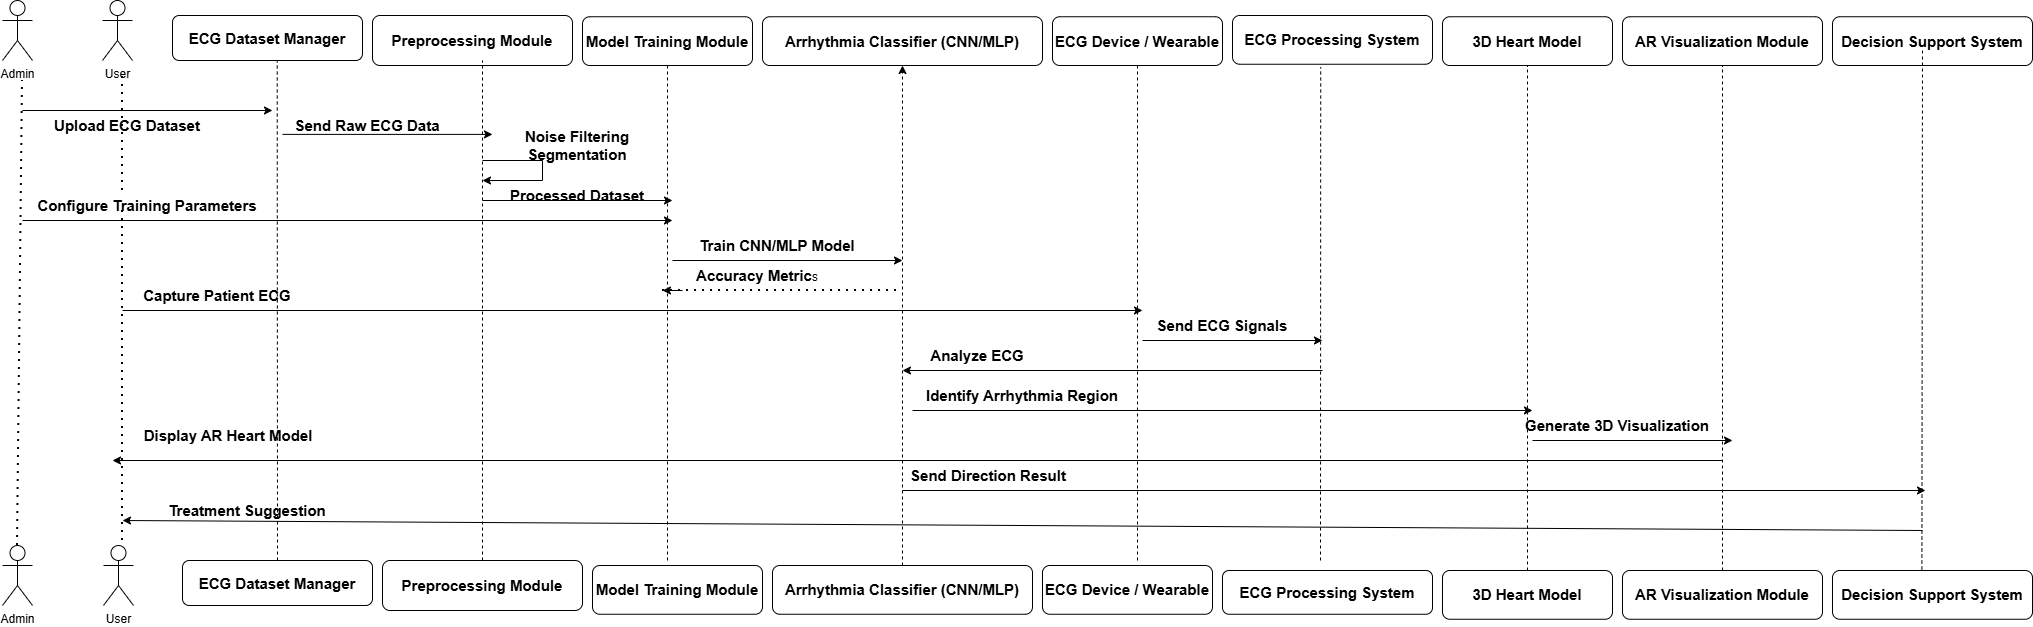 Admin
User
ECG Dataset Manager
Preprocessing Module
Model Training Module
Arrhythmia Classifier (CNN/MLP)
ECG Device / Wearable
ECG Processing System
3D Heart Model
AR Visualization Module
Decision Support System
Upload ECG Dataset
Send Raw ECG Data
Noise Filtering
Segmentation
Processed Dataset
Configure Training Parameters
Train CNN/MLP Model
Accuracy Metrics
Capture Patient ECG
Send ECG Signals
Analyze ECG
Identify Arrhythmia Region
Generate 3D Visualization
Display AR Heart Model
Send Direction Result
Treatment Suggestion
Admin
User
ECG Dataset Manager
Preprocessing Module
Model Training Module
Arrhythmia Classifier (CNN/MLP)
ECG Device / Wearable
ECG Processing System
3D Heart Model
AR Visualization Module
Decision Support System